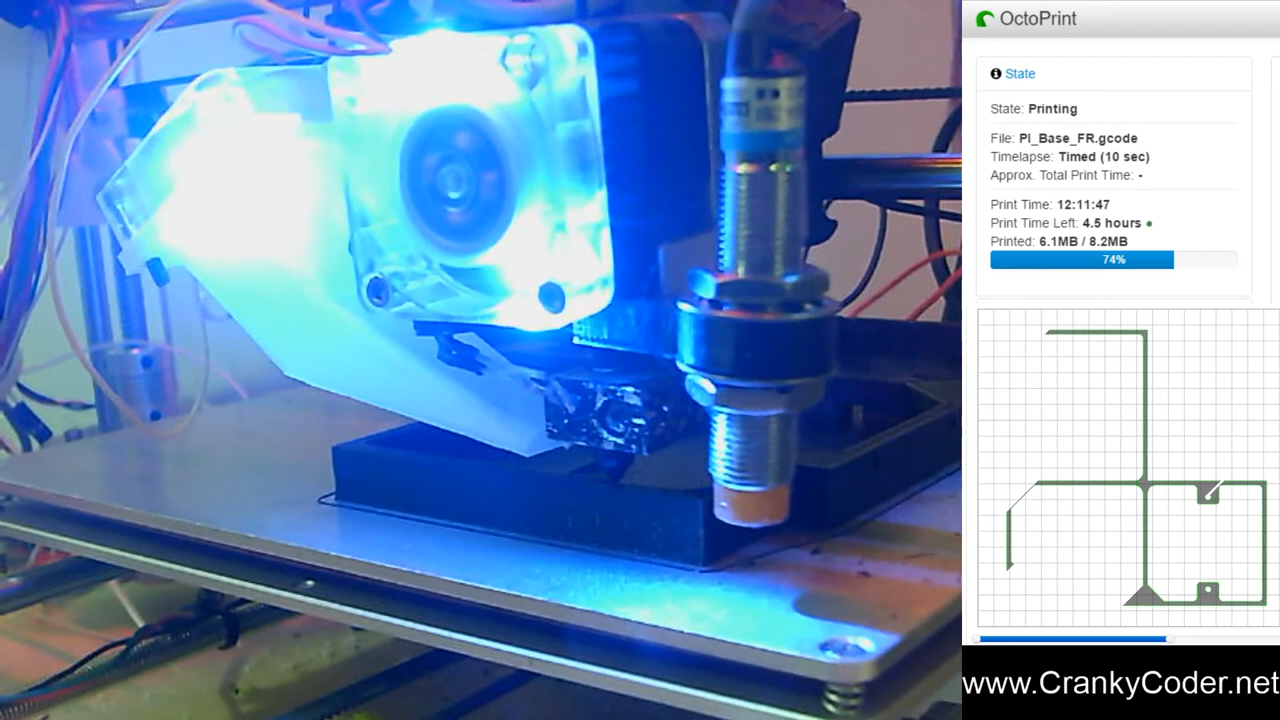 OctoPrint
State
State: Printing
File: PI_Base_FR.gcode
Timelapse: Timed (10 sec)
Approx. Total Print Time: -
Print Time: 12:11:47
Print Time Left: 4.5 hours
Printed: 6.1MB / 8.2MB
74%
www.CrankyCoder.net